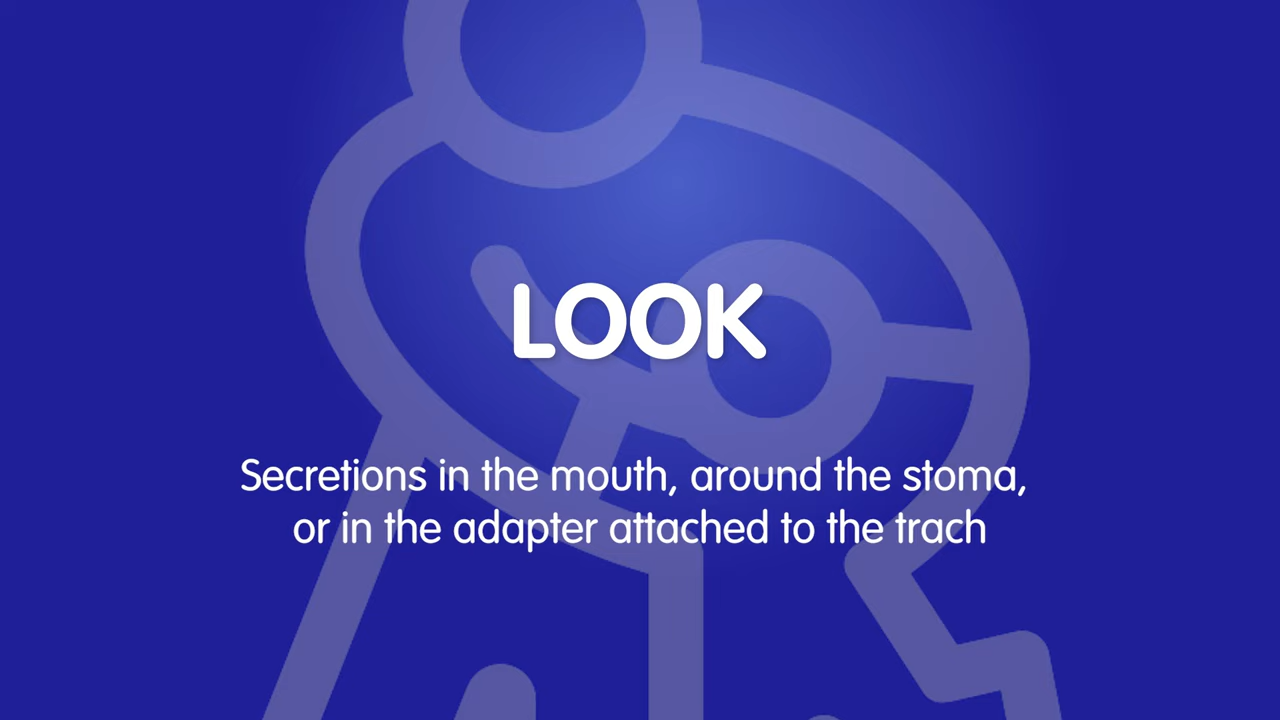 LOOK
Secretions in the mouth, around the stoma,
or in the adapter attached to the trach